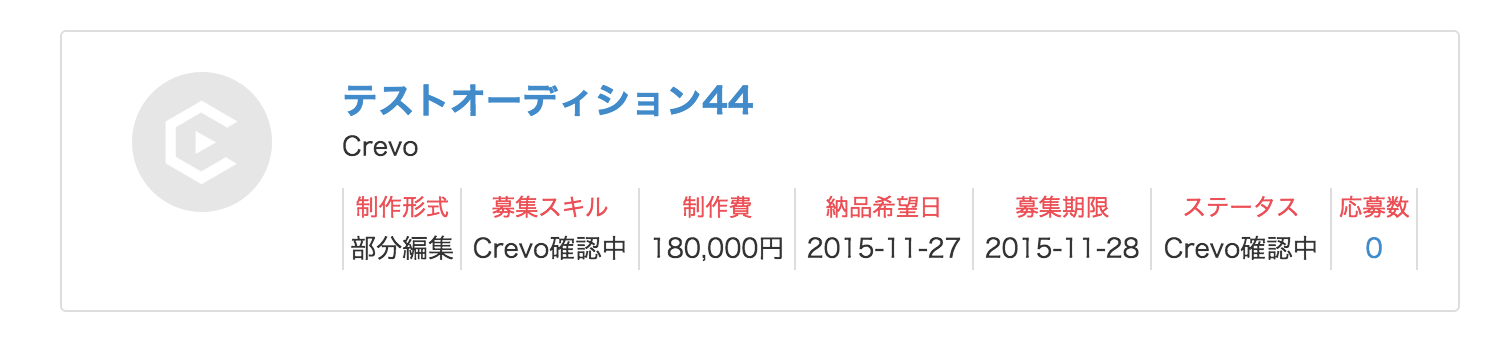 テストオーディション44
Crevo
制作形式 募集スキル 制作費 納品希望日 募集期限 ステータス 応募数
部分編集 Crevo確認中 180,000円 2015-11-27 2015-11-28 Crevo確認中 0